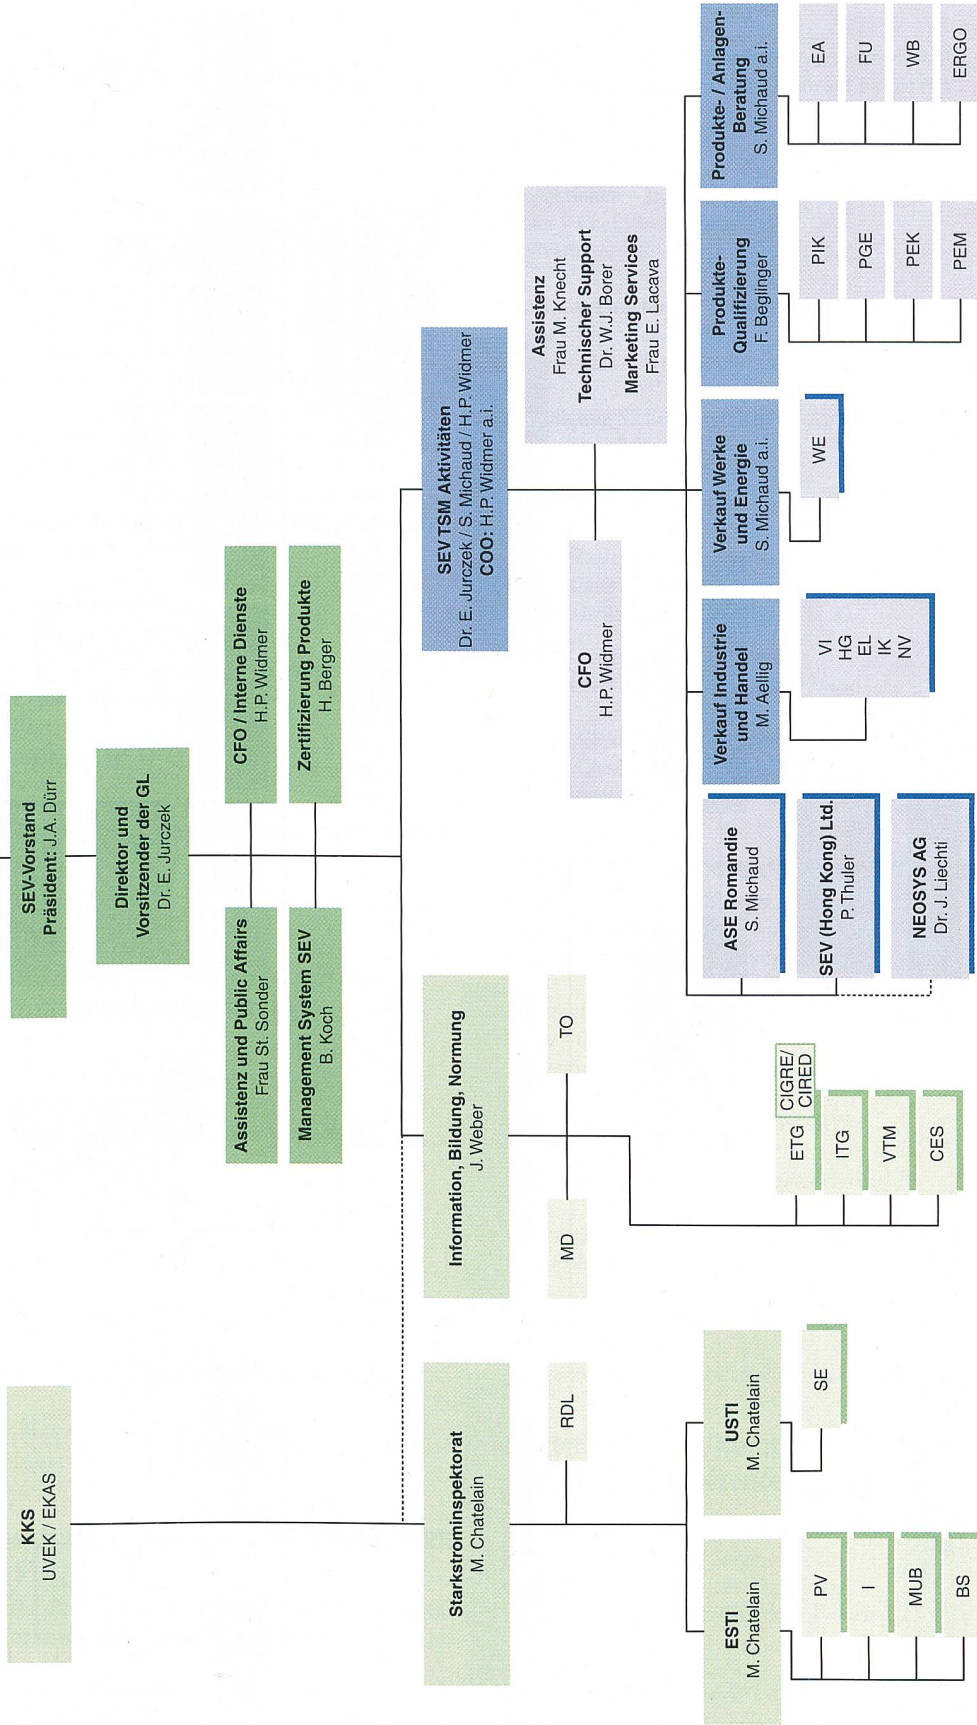 KKS
UVEK / EKAS
SEV-Vorstand
Präsident: J.A. Dürr
Direktor und
Vorsitzender der GL
Dr. E. Jurczek
Assistenz und Public Affairs
Frau St. Sonder
CFO / Interne Dienste
H.P. Widmer
Management System SEV
B. Koch
Zertifizierung Produkte
H. Berger
Starkstrominspektorat
M. Chatelain
Information, Bildung, Normung
J. Weber
SEV TSM Aktivitäten
Dr. E. Jurczek / S. Michaud / H.P. Widmer
COO: H.P. Widmer a.i.
RDL
MD
TO
CFO
H.P. Widmer
Assistenz
Frau M. Knecht
Technischer Support
Dr. W.J. Borer
Marketing Services
Frau E. Lacava
ESTI
M. Chatelain
PV
I
MUB
BS
USTI
M. Chatelain
SE
ETG
CIGRE/
CIRED
ITG
VTM
CES
ASE Romandie
S. Michaud
SEV (Hong Kong) Ltd.
P. Thuler
NEOSYS AG
Dr. J. Liechti
Verkauf Industrie
und Handel
M. Aellig
VI
HG
EL
IK
NV
Verkauf Werke
und Energie
S. Michaud a.i.
WE
Produkte-
Qualifizierung
F. Beglinger
PIK
PGE
PEK
PEM
Produkte- / Anlagen-
Beratung
S. Michaud a.i.
EA
FU
WB
ERGO